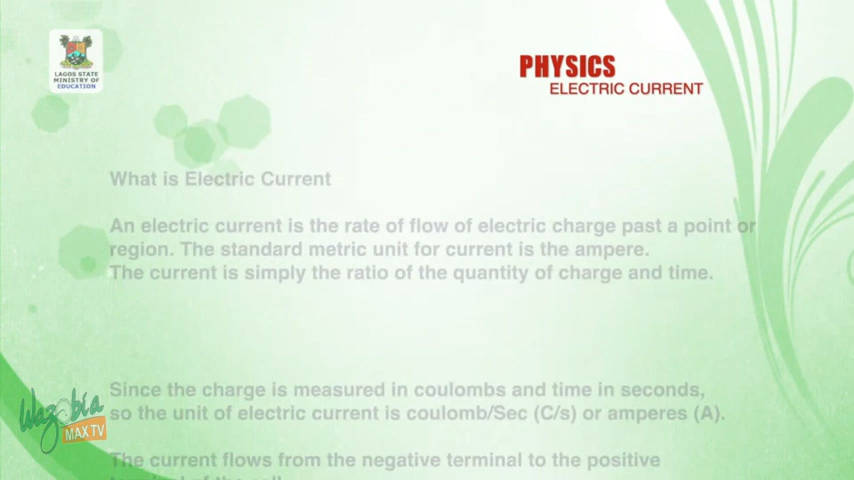 LAGOS STATE
MINISTRY OF
EDUCATION
PHYSICS
ELECTRIC CURRENT
What is Electric Current
An electric current is the rate of flow of electric charge past a point or
region. The standard metric unit for current is the ampere.
The current is simply the ratio of the quantity of charge and time.
Since the charge is measured in coulombs and time in seconds,
so the unit of electric current is coulomb/Sec (C/s) or amperes (A).
The current flows from the negative terminal to the positive
terminal of the cell
Wazobia
MAX TV